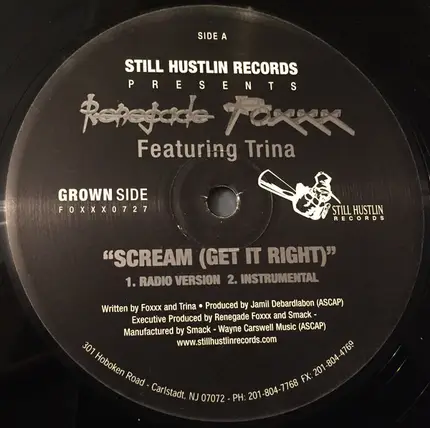 SIDE A
STILL HUSTLIN RECORDS
PRESENTS
Renegade Foxxx
Featuring Trina
GROWN SIDE
FOXXX0727
STILL HUSTLIN
RECORDS
"SCREAM (GET IT RIGHT)"
1. RADIO VERSION 2. INSTRUMENTAL
Written by Foxxx and Trina • Produced by Jamil Debardlabon (ASCAP)
Executive Produced by Renegade Foxxx and Smack -
Manufactured by Smack - Wayne Carswell Music (ASCAP)
www.stillhustlinrecords.com
301 Hoboken Road - Carlstadt, NJ 07072 - PH: 201-804-7768 FX: 201-804-4769